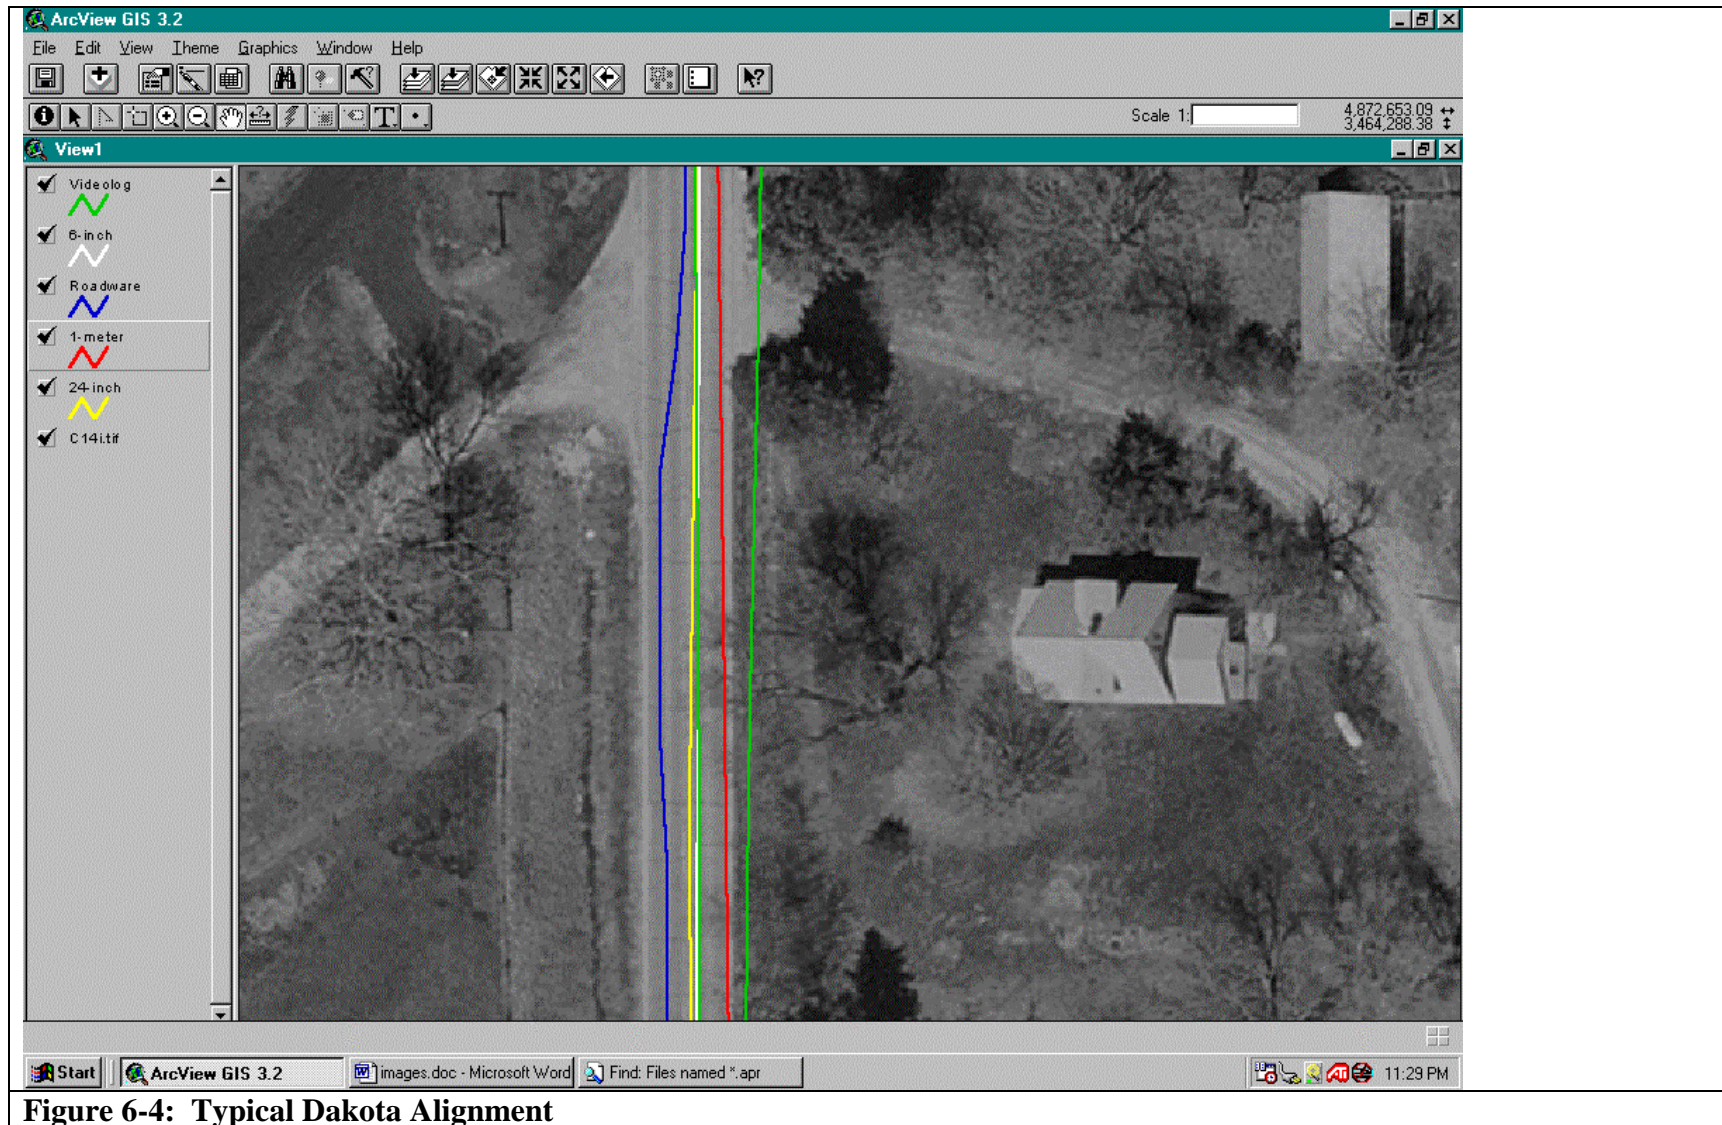 ArcView GIS 3.2
File Edit View Theme Graphics Window Help
Scale 1:
4,872,653.09
3,464,288.38
View1
Videolog
6-inch
Roadware
1-meter
24-inch
C14i.tif
Start ArcView GIS 3.2 images.doc - Microsoft Word Find: Files named *.apr 11:29 PM
Figure 6-4: Typical Dakota Alignment